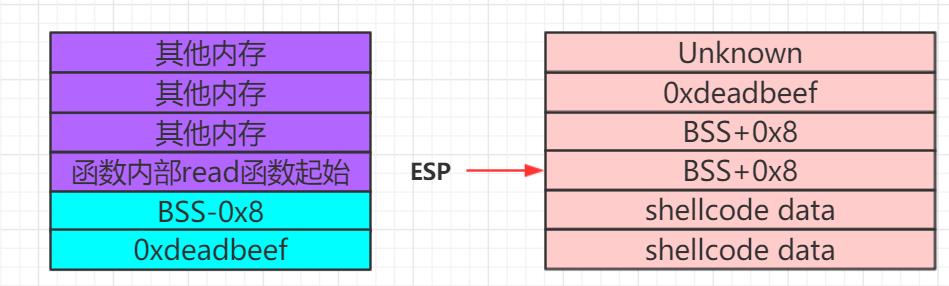 其他内存
其他内存
其他内存
函数内部read函数起始
BSS-0x8
0xdeadbeef
ESP
Unknown
0xdeadbeef
BSS+0x8
BSS+0x8
shellcode data
shellcode data